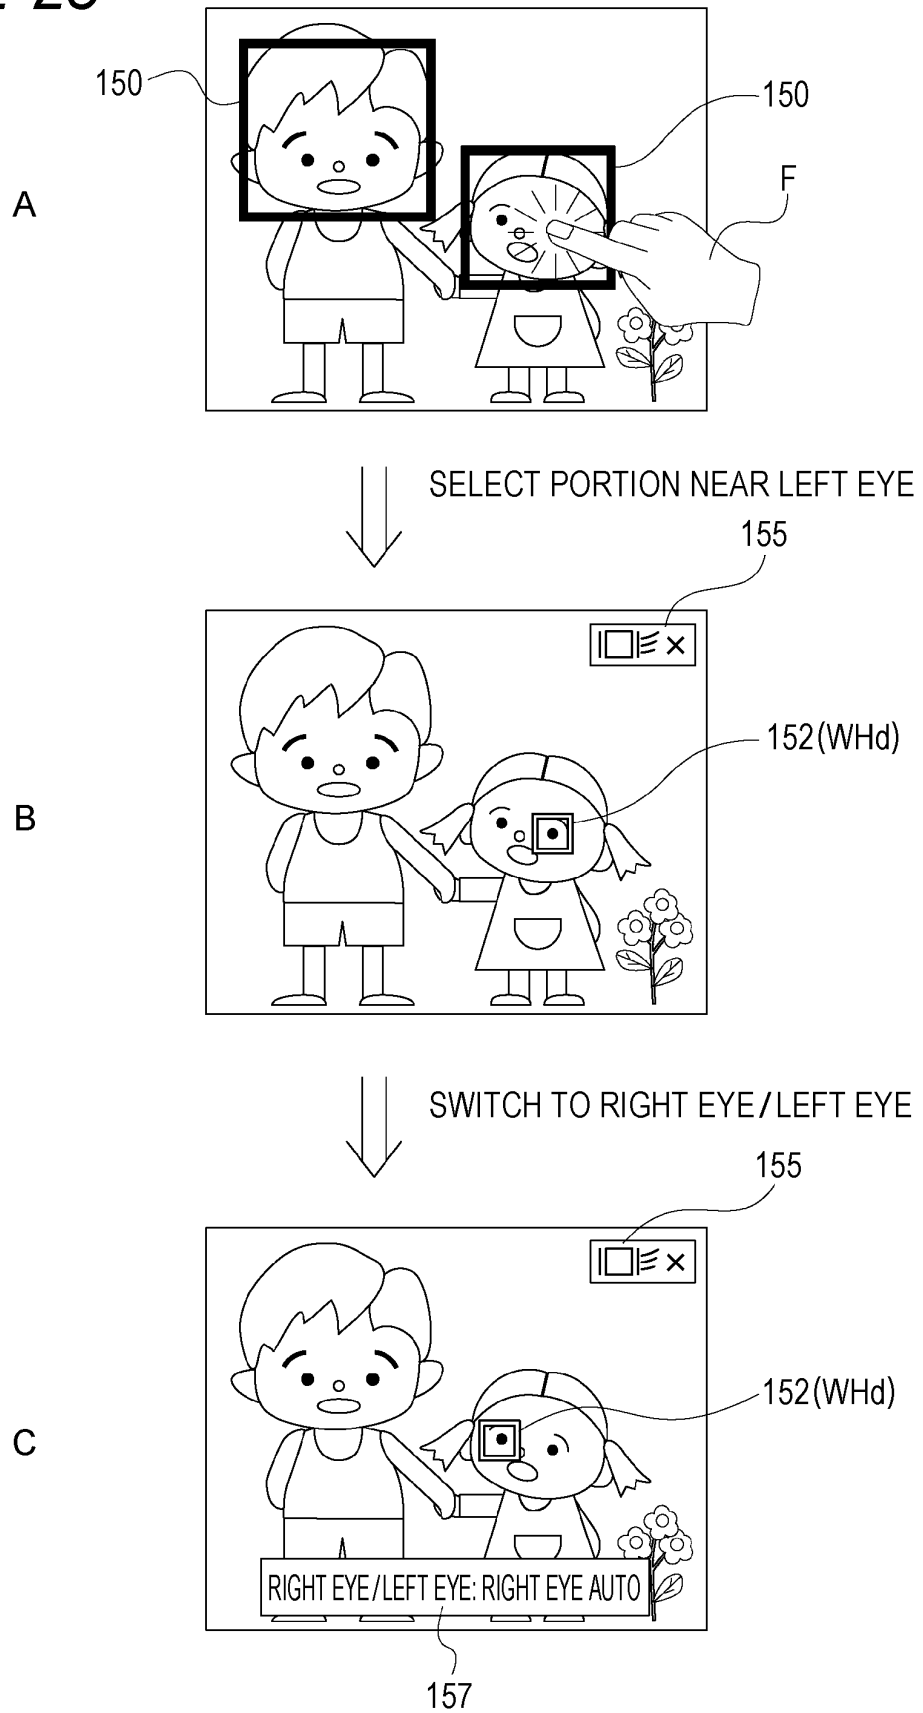 150
150
F
A
SELECT PORTION NEAR LEFT EYE
155
152(WHd)
B
SWITCH TO RIGHT EYE/LEFT EYE
155
152(WHd)
C
RIGHT EYE/LEFT EYE: RIGHT EYE AUTO
157